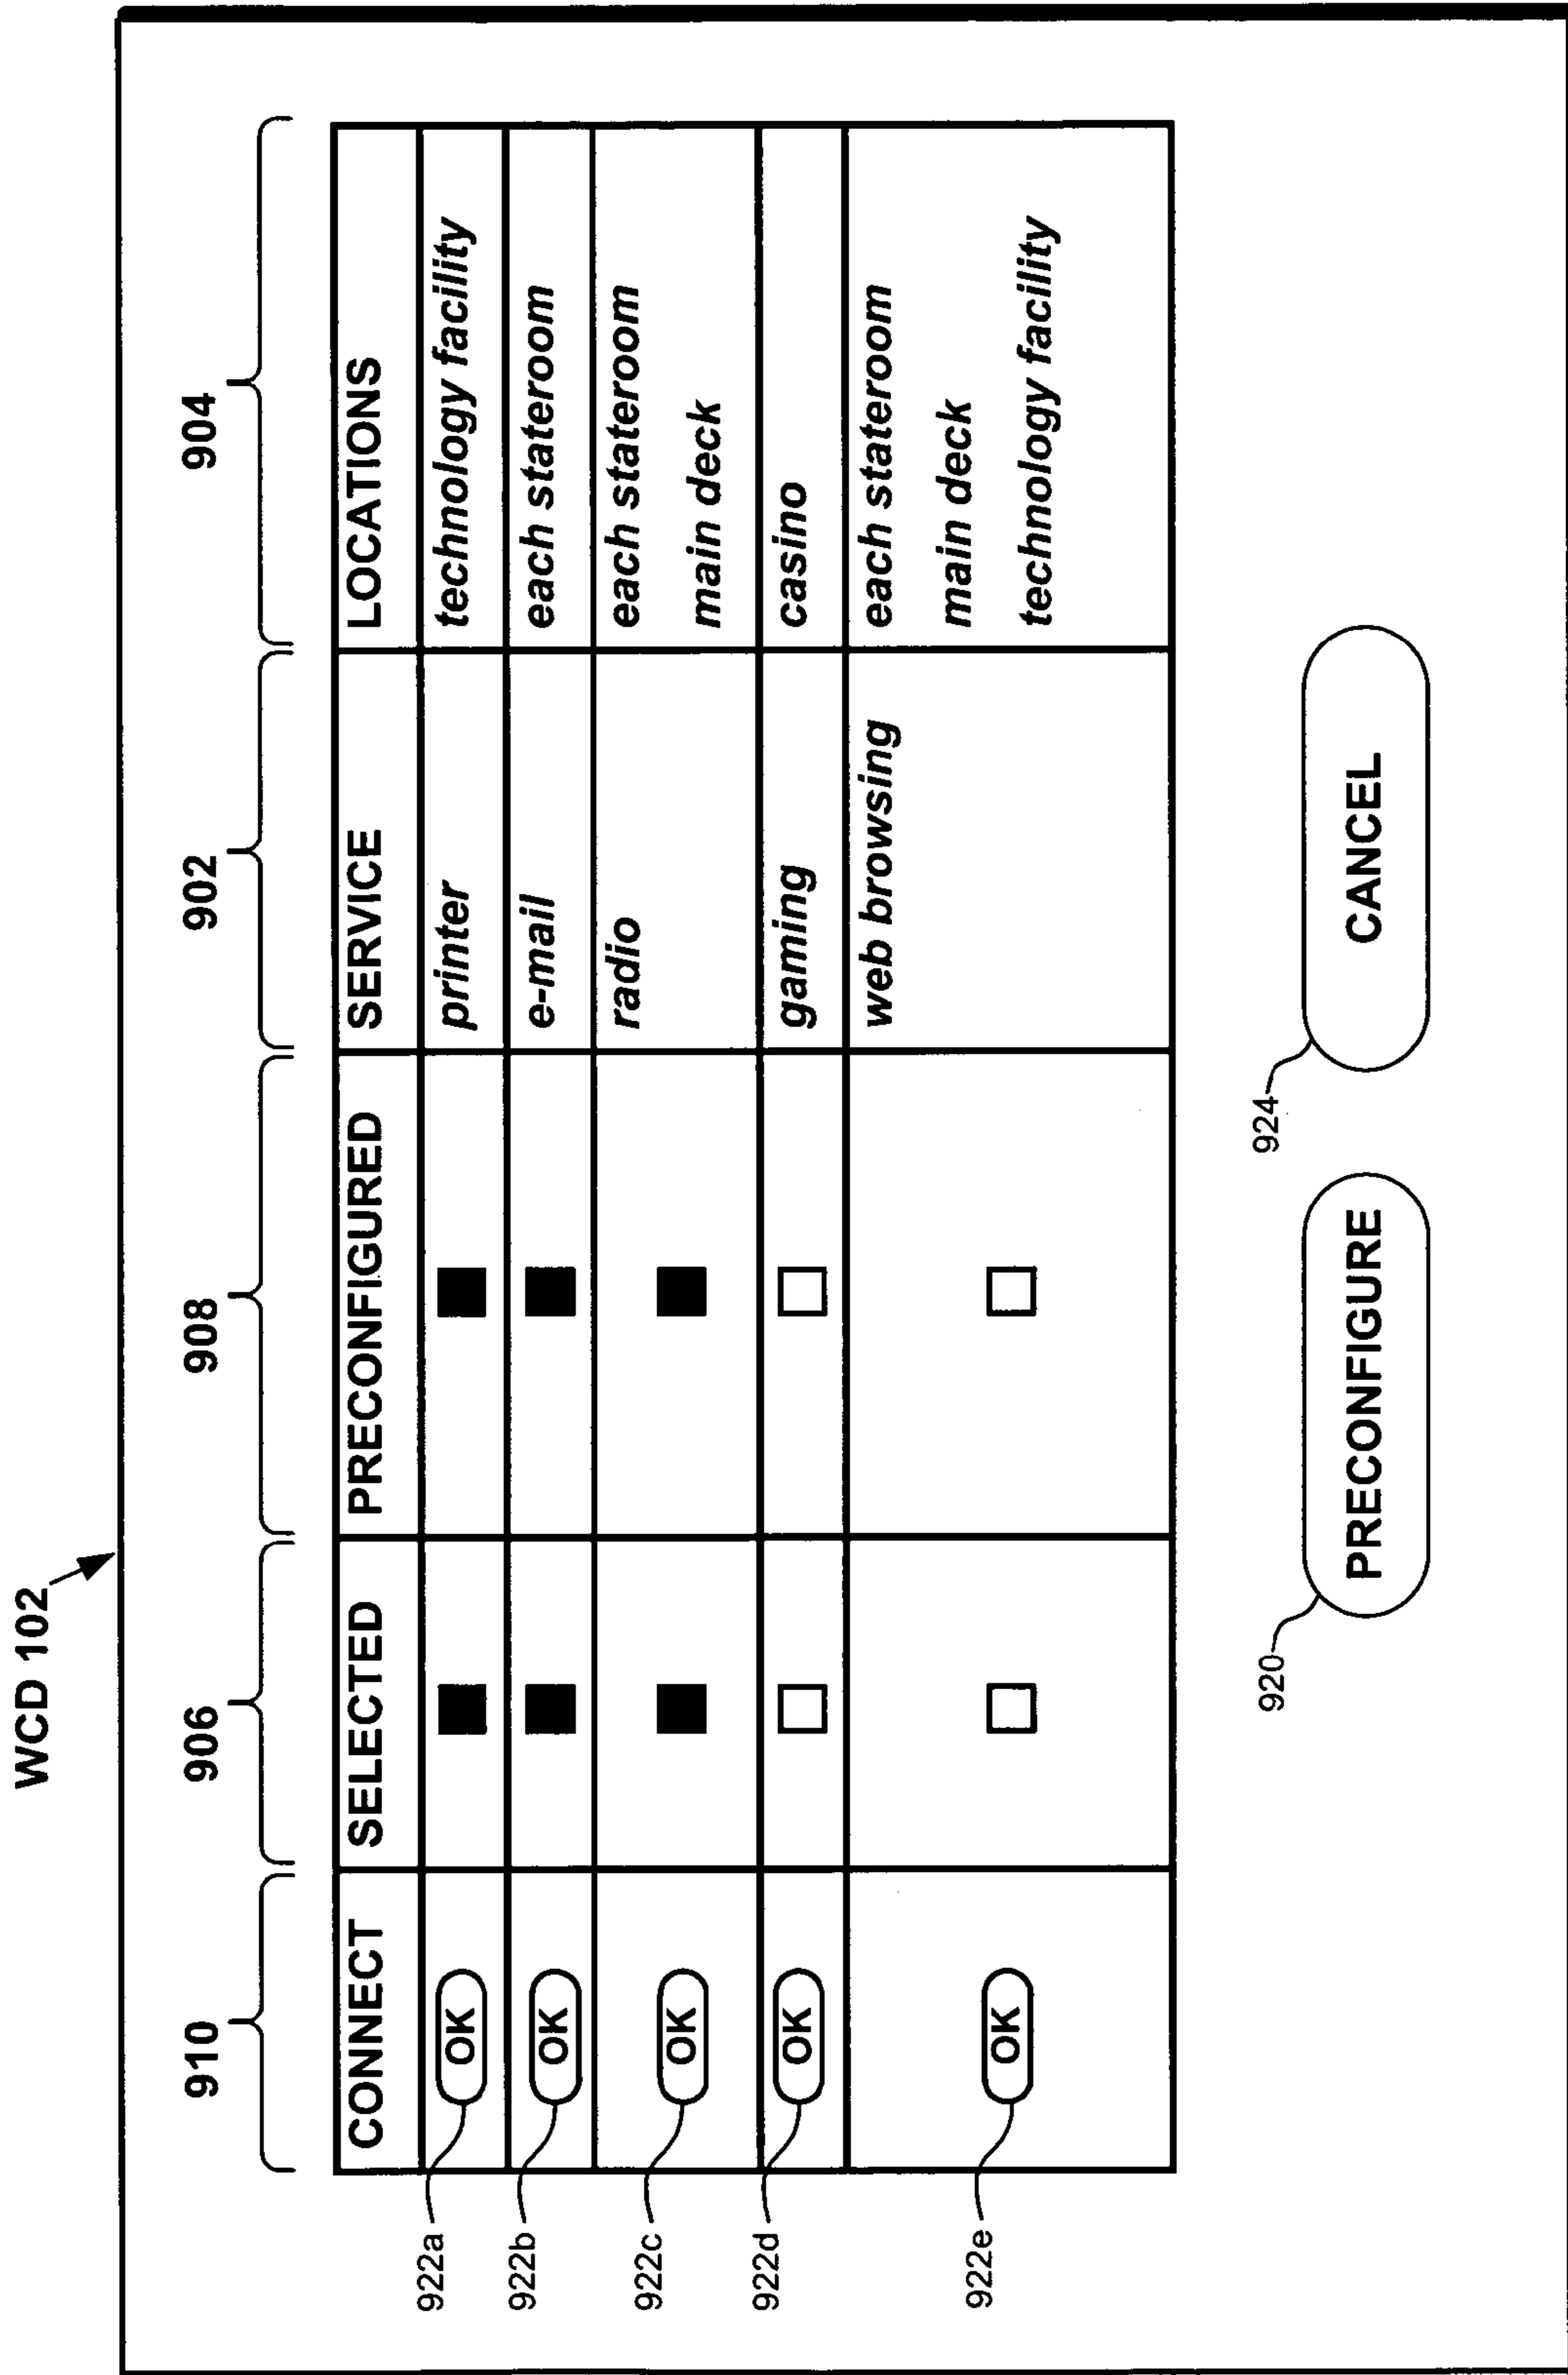 WCD 102
910 906 908 902 904
CONNECT SELECTED PRECONFIGURED SERVICE LOCATIONS
922a OK printer technology facility
922b OK e-mail each stateroom
922c OK radio each stateroom
main deck
922d OK gaming casino
922e OK web browsing each stateroom
main deck
technology facility
920 PRECONFIGURE 924 CANCEL